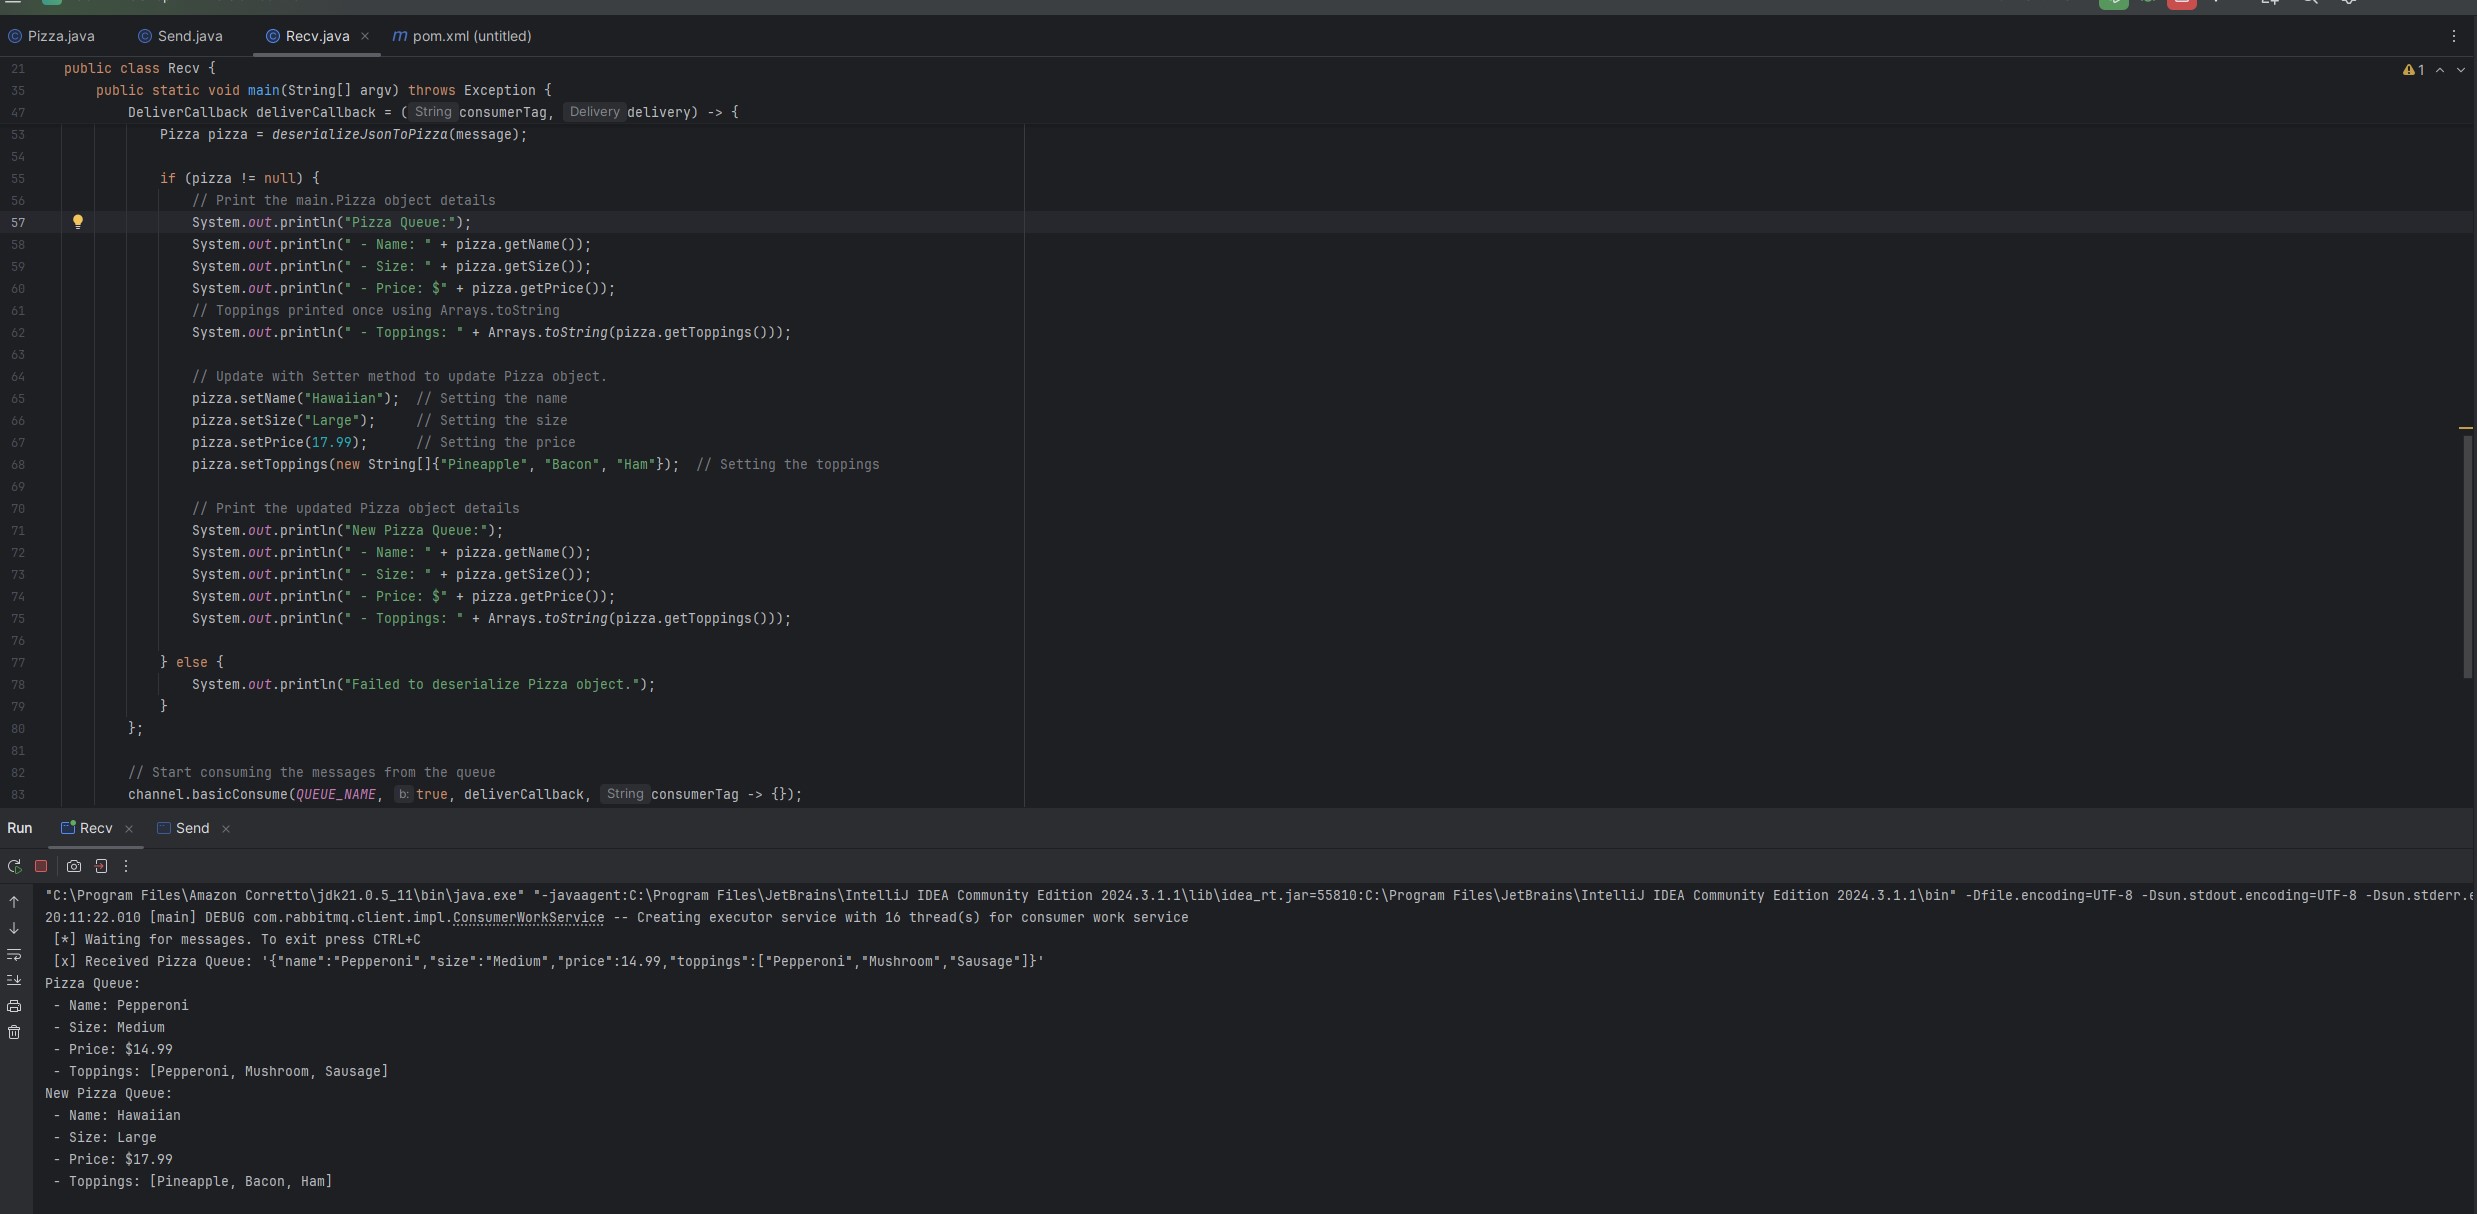 Pizza.java Send.java Recv.java pom.xml (untitled)
21 public class Recv { 1
35 public static void main(String[] argv) throws Exception {
47 DeliverCallback deliverCallback = (String consumerTag, Delivery delivery) -> {
53 Pizza pizza = deserializeJsonToPizza(message);
54
55 if (pizza != null) {
56 // Print the main.Pizza object details
57 System.out.println("Pizza Queue:");
58 System.out.println(" - Name: " + pizza.getName());
59 System.out.println(" - Size: " + pizza.getSize());
60 System.out.println(" - Price: $" + pizza.getPrice());
61 // Toppings printed once using Arrays.toString
62 System.out.println(" - Toppings: " + Arrays.toString(pizza.getToppings()));
63
64 // Update with Setter method to update Pizza object.
65 pizza.setName("Hawaiian"); // Setting the name
66 pizza.setSize("Large"); // Setting the size
67 pizza.setPrice(17.99); // Setting the price
68 pizza.setToppings(new String[]{"Pineapple", "Bacon", "Ham"}); // Setting the toppings
69
70 // Print the updated Pizza object details
71 System.out.println("New Pizza Queue:");
72 System.out.println(" - Name: " + pizza.getName());
73 System.out.println(" - Size: " + pizza.getSize());
74 System.out.println(" - Price: $" + pizza.getPrice());
75 System.out.println(" - Toppings: " + Arrays.toString(pizza.getToppings()));
76
77 } else {
78 System.out.println("Failed to deserialize Pizza object.");
79 }
80 };
81
82 // Start consuming the messages from the queue
83 channel.basicConsume(QUEUE_NAME, b: true, deliverCallback, String consumerTag -> {});
Run Recv Send
"C:\Program Files\Amazon Corretto\jdk21.0.5_11\bin\java.exe" "-javaagent:C:\Program Files\JetBrains\IntelliJ IDEA Community Edition 2024.3.1.1\lib\idea_rt.jar=55810:C:\Program Files\JetBrains\IntelliJ IDEA Community Edition 2024.3.1.1\bin" -Dfile.encoding=UTF-8 -Dsun.stdout.encoding=UTF-8 -Dsun.stderr.e
20:11:22.010 [main] DEBUG com.rabbitmq.client.impl.ConsumerWorkService -- Creating executor service with 16 thread(s) for consumer work service
[*] Waiting for messages. To exit press CTRL+C
[x] Received Pizza Queue: '{"name":"Pepperoni","size":"Medium","price":14.99,"toppings":["Pepperoni","Mushroom","Sausage"]}'
Pizza Queue:
- Name: Pepperoni
- Size: Medium
- Price: $14.99
- Toppings: [Pepperoni, Mushroom, Sausage]
New Pizza Queue:
- Name: Hawaiian
- Size: Large
- Price: $17.99
- Toppings: [Pineapple, Bacon, Ham]